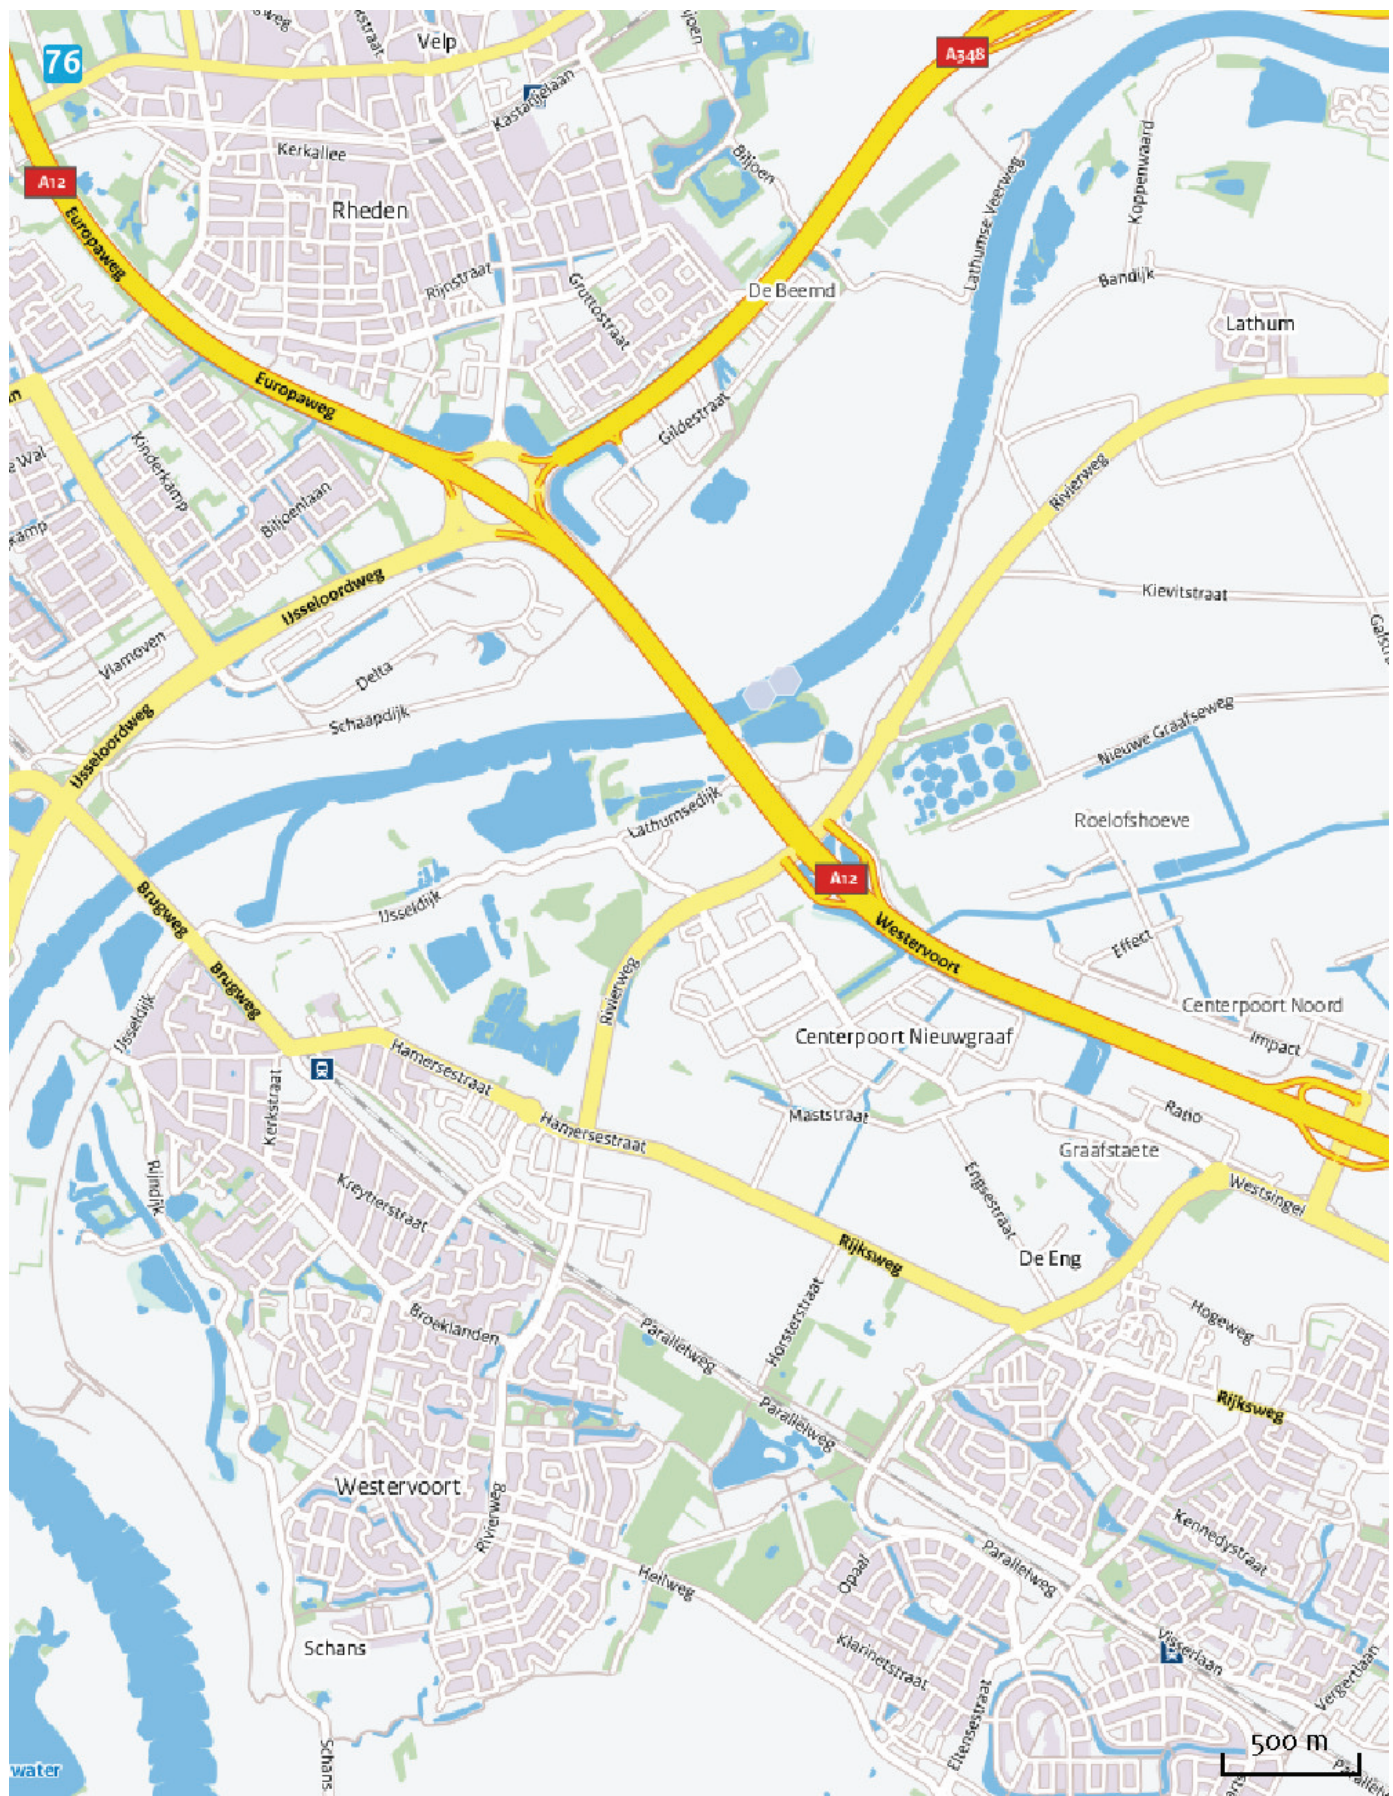 76
Velp
Kastanjelaan
A348
Kerkallee
Biljoen
A12
Europaweg
Rheden
Koppenwaard
Lathumse Veerweg
Rijnstraat
Gruttostraat
De Beemd
Bandijk
Lathum
Europaweg
Gildestraat
Kinderkamp
Biljoenlaan
Rivierweg
IJsseloordweg
Kievitstraat
Vlamoven
Delta
Schaapdijk
IJsseloordweg
Nieuwe Graafseweg
Lathumsedijk
Roelofshoeve
A12
Brugweg
IJsseldijk
Westervoort
Effect
Brugweg
Rivierweg
IJsseldijk
Centerpoort Noord
Centerpoort Nieuwgraaf
Impact
Hamersestraat
Kerkstraat
Maststraat
Ratio
Hamersestraat
Graafstaete
Rijndijk
Kreytierstraat
Engsestraat
Westsingel
Rijksweg
De Eng
Horsterstraat
Hogeweg
Broeklanden
Parallelweg
Parallelweg
Rijksweg
Westervoort
Rivierweg
Kennedystraat
Heilweg
Opaal
Parallelweg
Schans
Klarinetstraat
Visserlaan
Vergertlaan
Eltensestraat
500 m
Schans
water